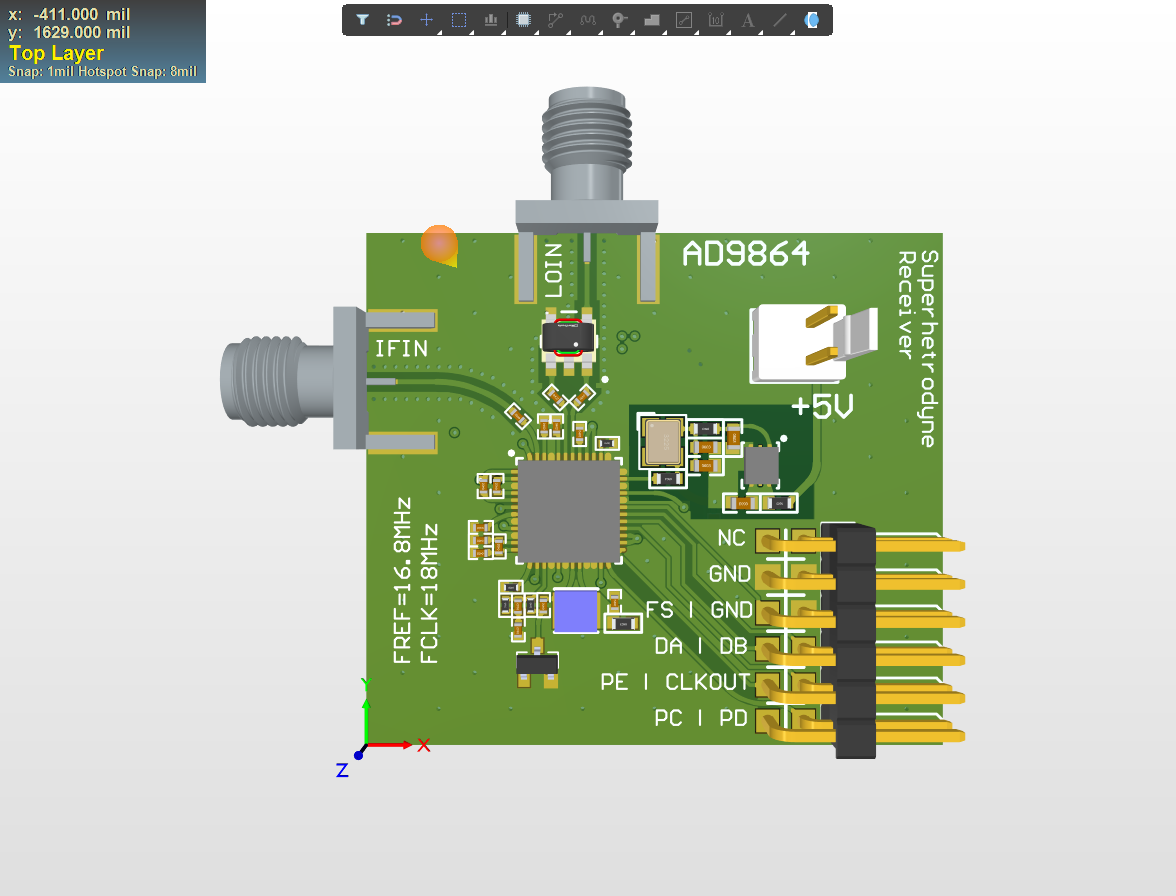 x: -411.000 mil
y: 1629.000 mil
Top Layer
Snap: 1mil Hotspot Snap: 8mil
LOIN
AD9864
Superhetrodyne
Receiver
IFIN
+5V
FREF=16.8MHz
FCLK=18MHz
NC
GND
FS | GND
DA | DB
PE | CLKOUT
PC | PD
Y
X
Z